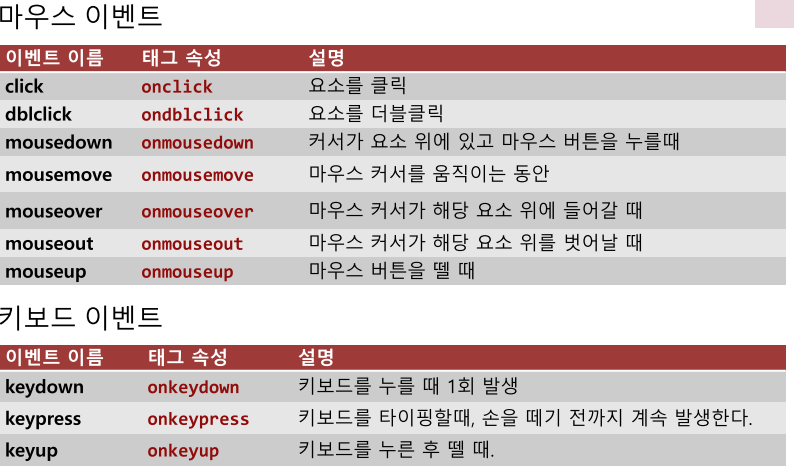 마우스 이벤트
이벤트 이름 태그 속성 설명
click onclick 요소를 클릭
dblclick ondblclick 요소를 더블클릭
mousedown onmousedown 커서가 요소 위에 있고 마우스 버튼을 누를때
mousemove onmousemove 마우스 커서를 움직이는 동안
mouseover onmouseover 마우스 커서가 해당 요소 위에 들어갈 때
mouseout onmouseout 마우스 커서가 해당 요소 위를 벗어날 때
mouseup onmouseup 마우스 버튼을 뗄 때
키보드 이벤트
이벤트 이름 태그 속성 설명
keydown onkeydown 키보드를 누를 때 1회 발생
keypress onkeypress 키보드를 타이핑할때, 손을 떼기 전까지 계속 발생한다.
keyup onkeyup 키보드를 누른 후 뗄 때.